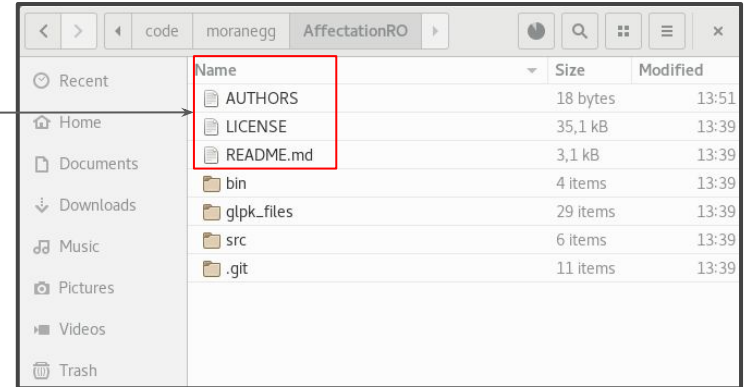 code moranegg AffectationRO
Name Size Modified
Recent
AUTHORS 18 bytes 13:51
Home
LICENSE 35,1 kB 13:39
README.md 3,1 kB 13:39
Documents
bin 4 items 13:39
Downloads
glpk_files 29 items 13:39
Music
src 6 items 13:39
.git 11 items 13:39
Pictures
Videos
Trash